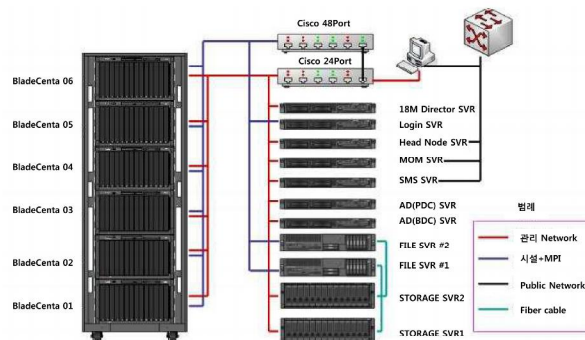 Cisco 48Port
Cisco 24Port
BladeCenta 06
BladeCenta 05
BladeCenta 04
BladeCenta 03
BladeCenta 02
BladeCenta 01
18M Director SVR
Login SVR
Head Node SVR
MOM SVR
SMS SVR
AD(PDC) SVR
AD(BDC) SVR
FILE SVR #2
FILE SVR #1
STORAGE SVR2
STORAGE SVR1
범례
관리 Network
시설+MPI
Public Network
Fiber cable